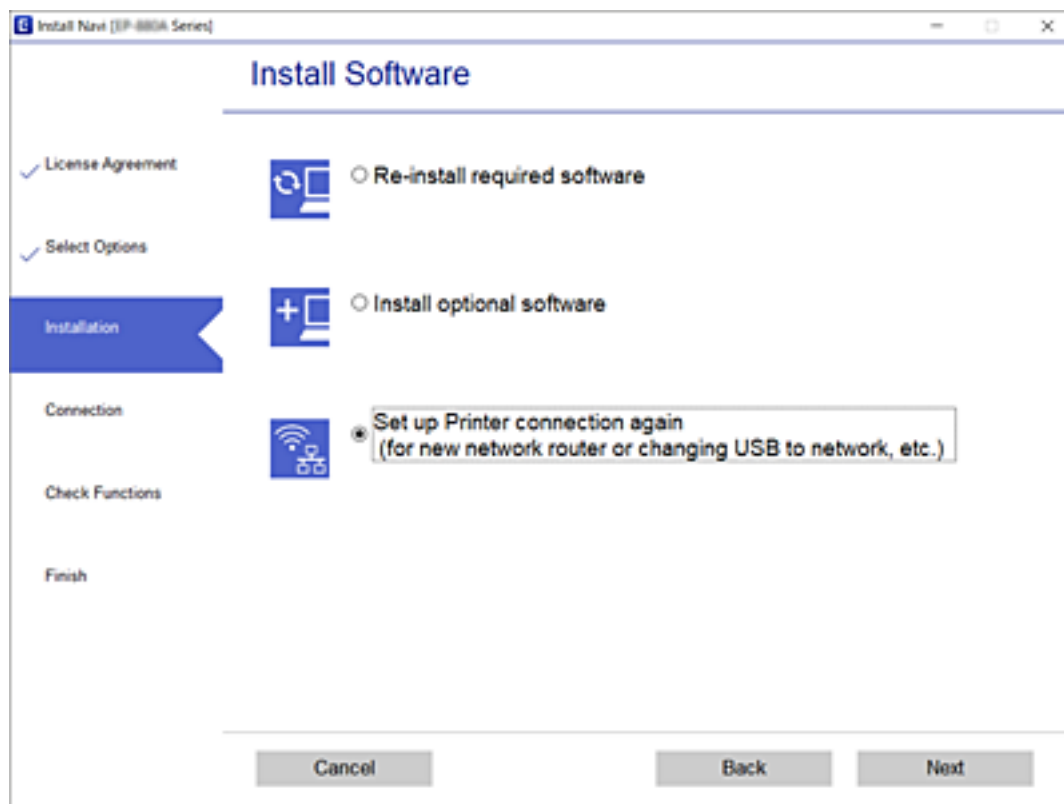 Install Navi [EP-880A Series]
Install Software
License Agreement
Select Options
Installation
Connection
Check Functions
Finish
Re-install required software
Install optional software
Set up Printer connection again
(for new network router or changing USB to network, etc.)
Cancel
Back
Next